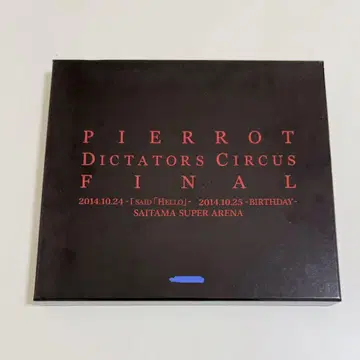 PIERROT
DICTATORS CIRCUS
FINAL
2014.10.24 -I SAID「HELLO」- 2014.10.25 -BIRTHDAY-
SAITAMA SUPER ARENA